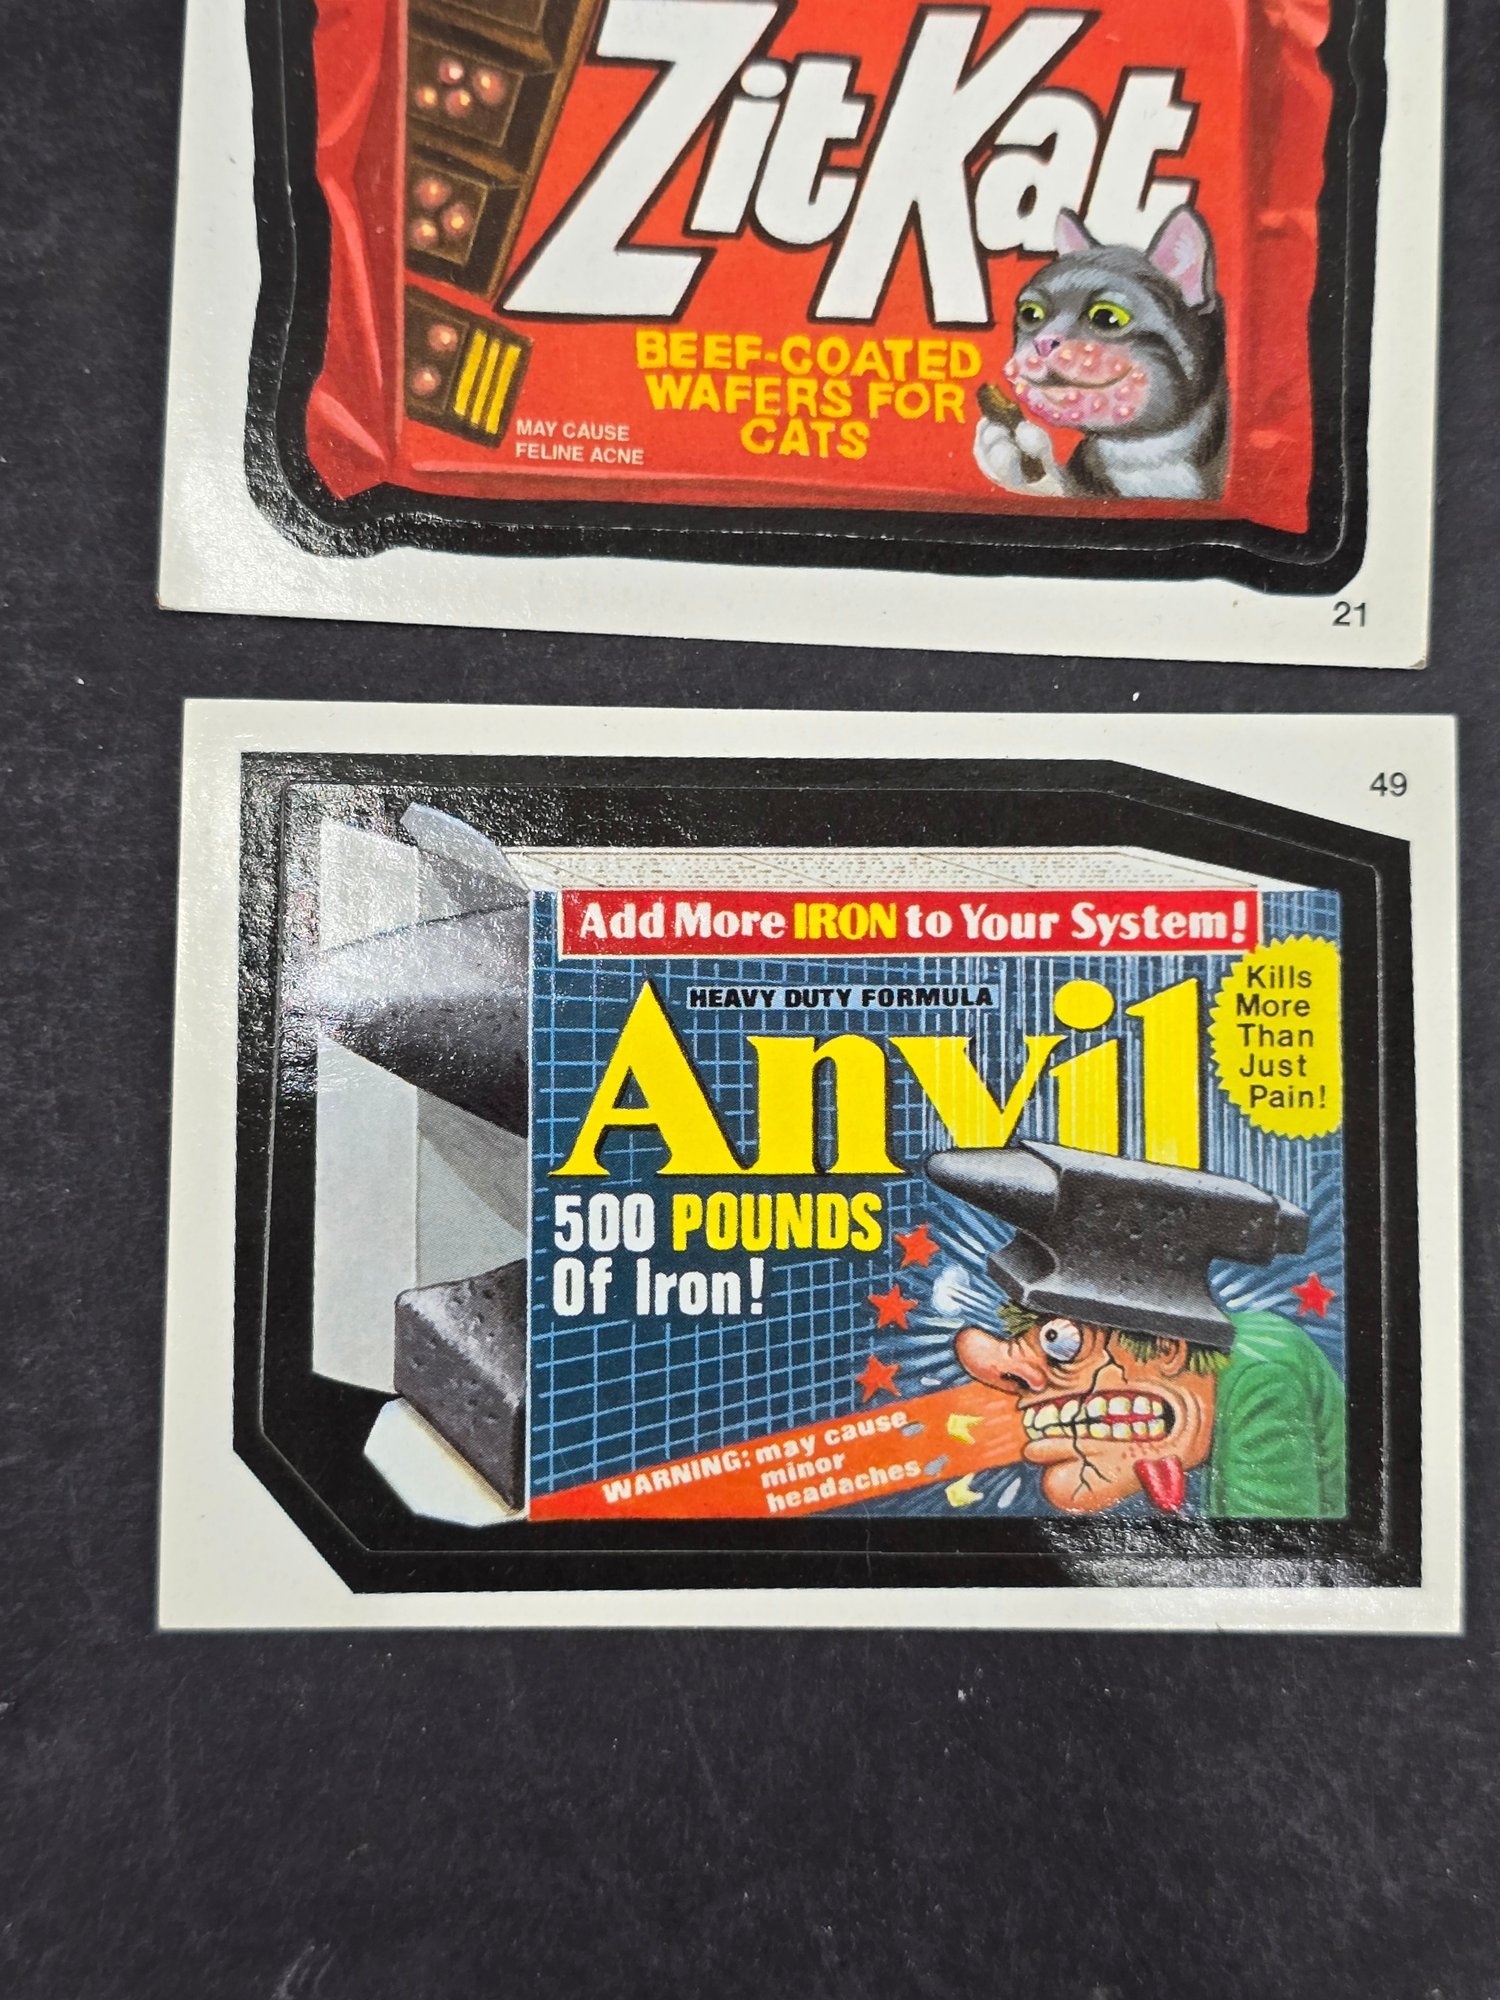 ZitKat
BEEF-COATED
WAFERS FOR
CATS
MAY CAUSE
FELINE ACNE
21
49
Add More IRON to Your System!
HEAVY DUTY FORMULA
Anvil
Kills
More
Than
Just
Pain!
500 POUNDS
Of Iron!
WARNING: may cause
minor
headaches